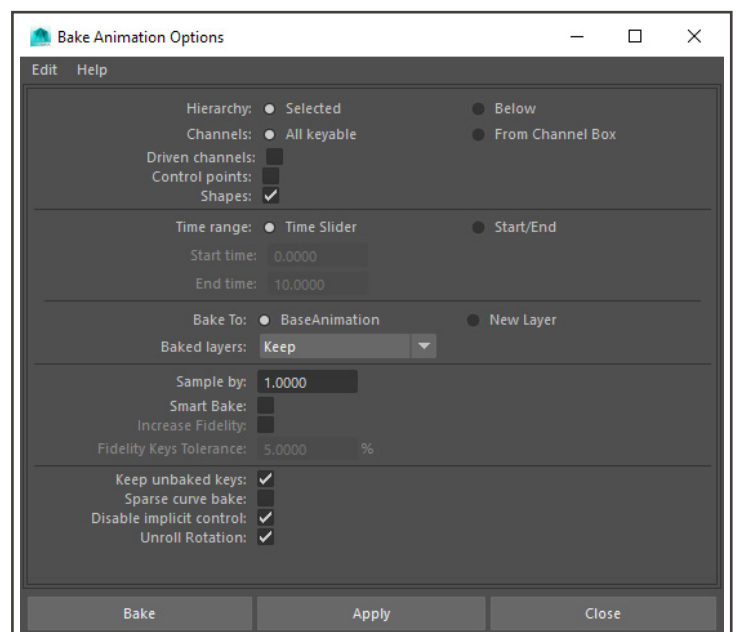 Bake Animation Options
Edit Help
Hierarchy: Selected Below
Channels: All keyable From Channel Box
Driven channels:
Control points:
Shapes:
Time range: Time Slider Start/End
Start time: 0.0000
End time: 10.0000
Bake To: BaseAnimation New Layer
Baked layers: Keep
Sample by: 1.0000
Smart Bake:
Increase Fidelity:
Fidelity Keys Tolerance: 5.0000 %
Keep unbaked keys:
Sparse curve bake:
Disable implicit control:
Unroll Rotation:
Bake Apply Close